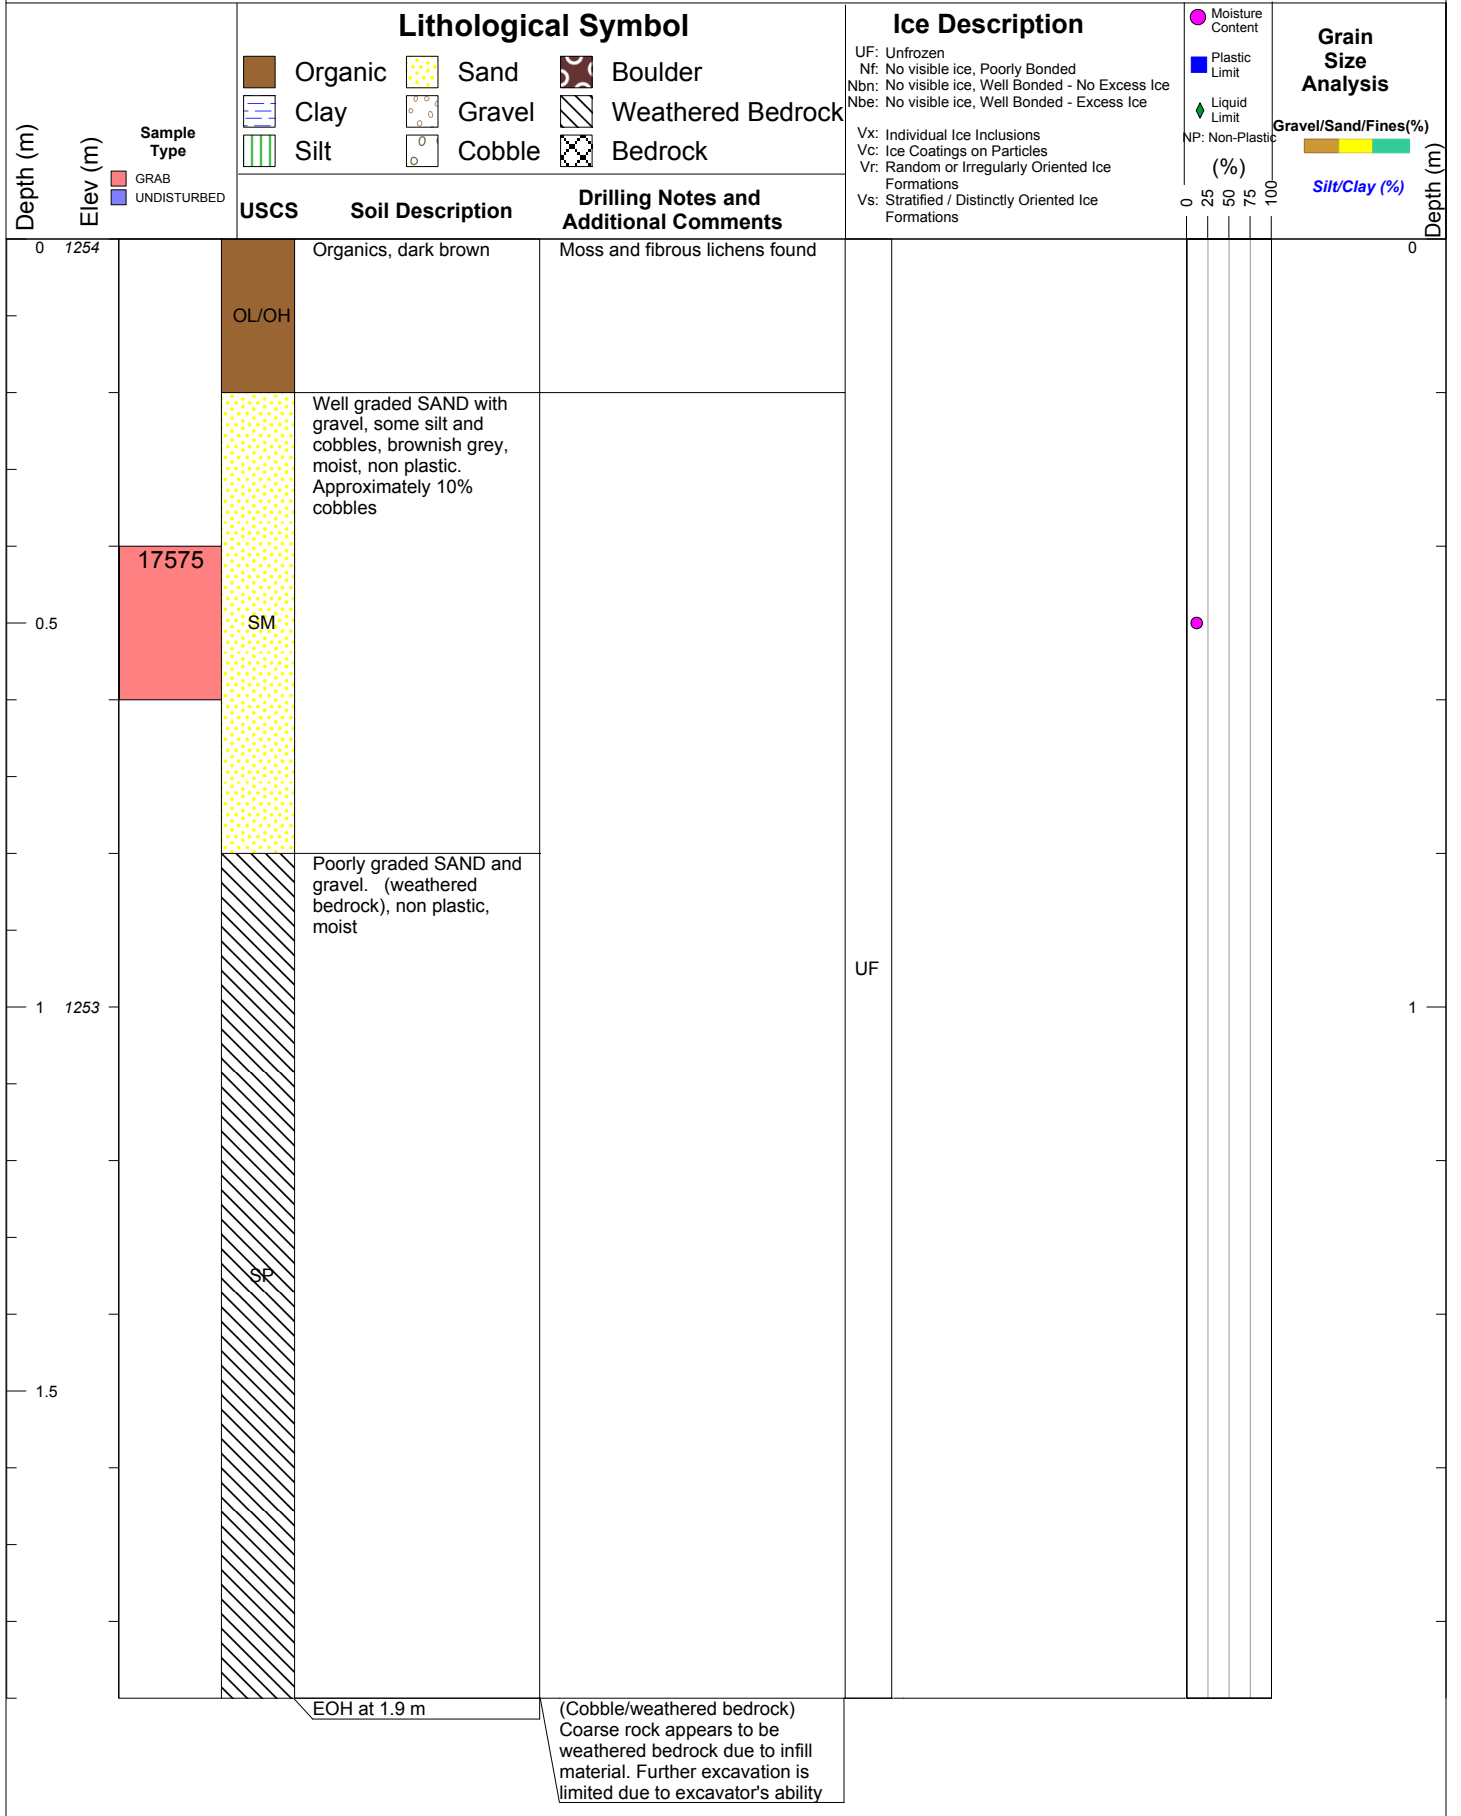 Lithological Symbol
Organic Sand Boulder
Clay Gravel Weathered Bedrock
Silt Cobble Bedrock
Depth (m)
Elev (m)
Sample
Type
GRAB
UNDISTURBED
USCS
Soil Description
Drilling Notes and
Additional Comments
Ice Description
UF: Unfrozen
Nf: No visible ice, Poorly Bonded
Nbn: No visible ice, Well Bonded - No Excess Ice
Nbe: No visible ice, Well Bonded - Excess Ice
Vx: Individual Ice Inclusions
Vc: Ice Coatings on Particles
Vr: Random or Irregularly Oriented Ice
Formations
Vs: Stratified / Distinctly Oriented Ice
Formations
Moisture
Content
Plastic
Limit
Liquid
Limit
NP: Non-Plastic
(%)
0 25 50 75 100
Grain
Size
Analysis
Gravel/Sand/Fines(%)
Silt/Clay (%)
Depth (m)
0 1254
Organics, dark brown
Moss and fibrous lichens found
0
OL/OH
Well graded SAND with
gravel, some silt and
cobbles, brownish grey,
moist, non plastic.
Approximately 10%
cobbles
17575
0.5
SM
Poorly graded SAND and
gravel. (weathered
bedrock), non plastic,
moist
UF
1 1253
1
SP
1.5
EOH at 1.9 m
(Cobble/weathered bedrock)
Coarse rock appears to be
weathered bedrock due to infill
material. Further excavation is
limited due to excavator's ability